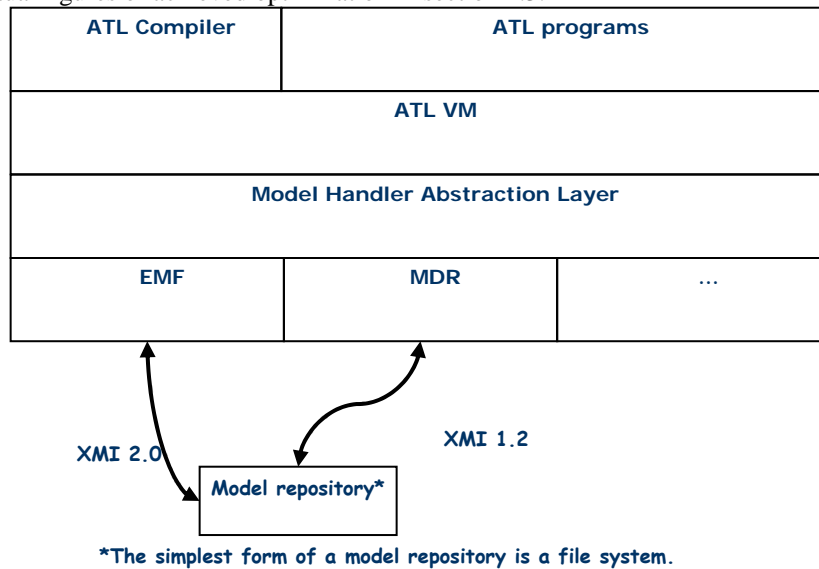 ATL Compiler ATL programs
ATL VM
Model Handler Abstraction Layer
EMF MDR ...
XMI 2.0 XMI 1.2
Model repository*
*The simplest form of a model repository is a file system.